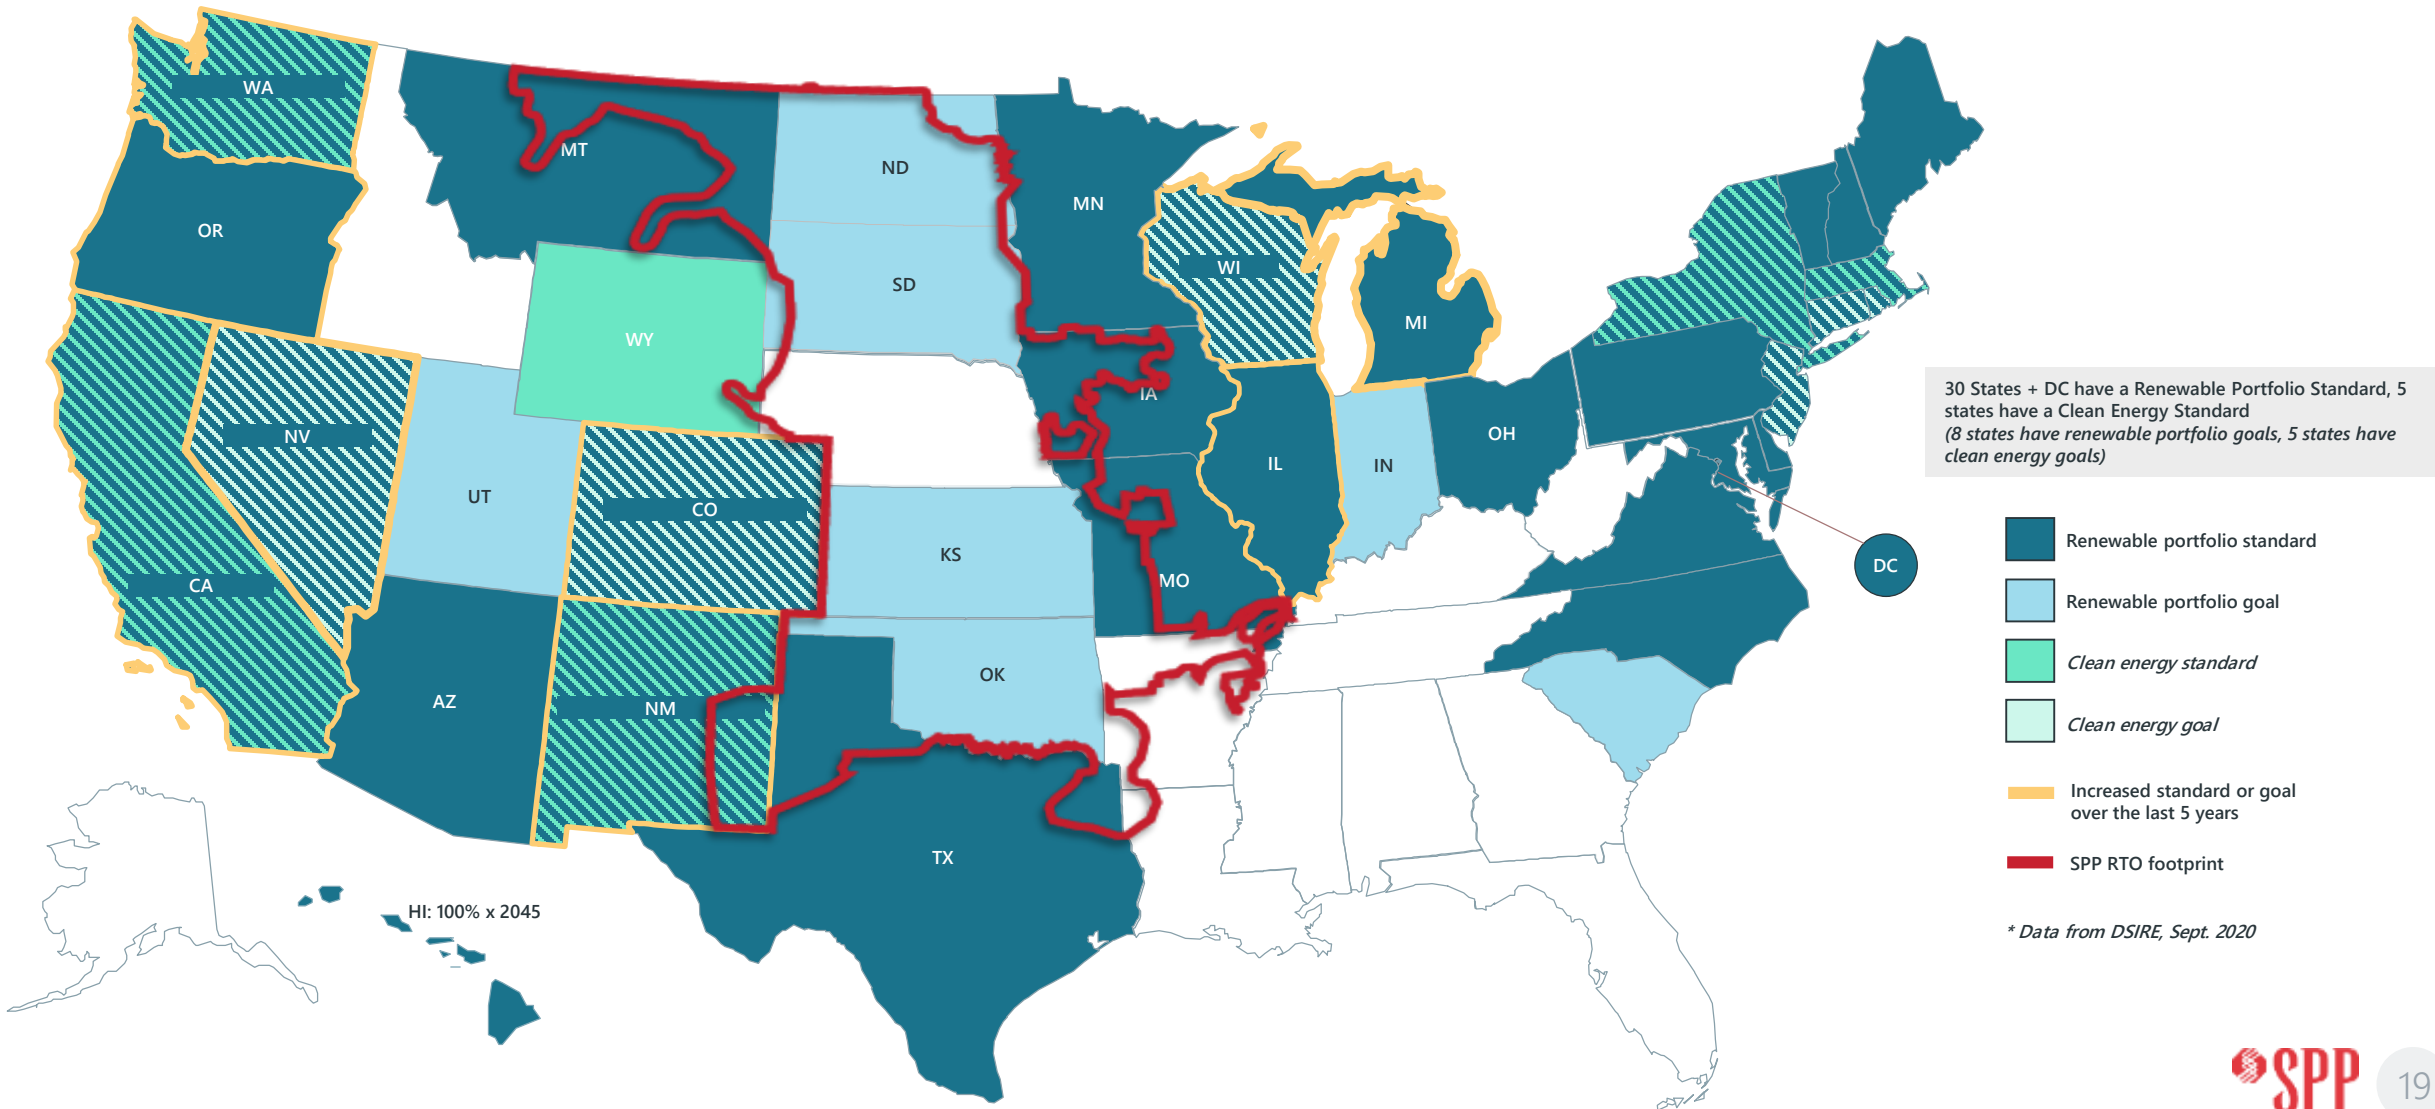 WA
MT
ND
MN
OR
WI
SD
MI
WY
IA
NV
OH
UT
CO
IL
IN
KS
CA
MO
DC
AZ
NM
OK
TX
HI: 100% x 2045
30 States + DC have a Renewable Portfolio Standard, 5
states have a Clean Energy Standard
(8 states have renewable portfolio goals, 5 states have
clean energy goals)
Renewable portfolio standard
Renewable portfolio goal
Clean energy standard
Clean energy goal
Increased standard or goal
over the last 5 years
SPP RTO footprint
* Data from DSIRE, Sept. 2020
SPP
19